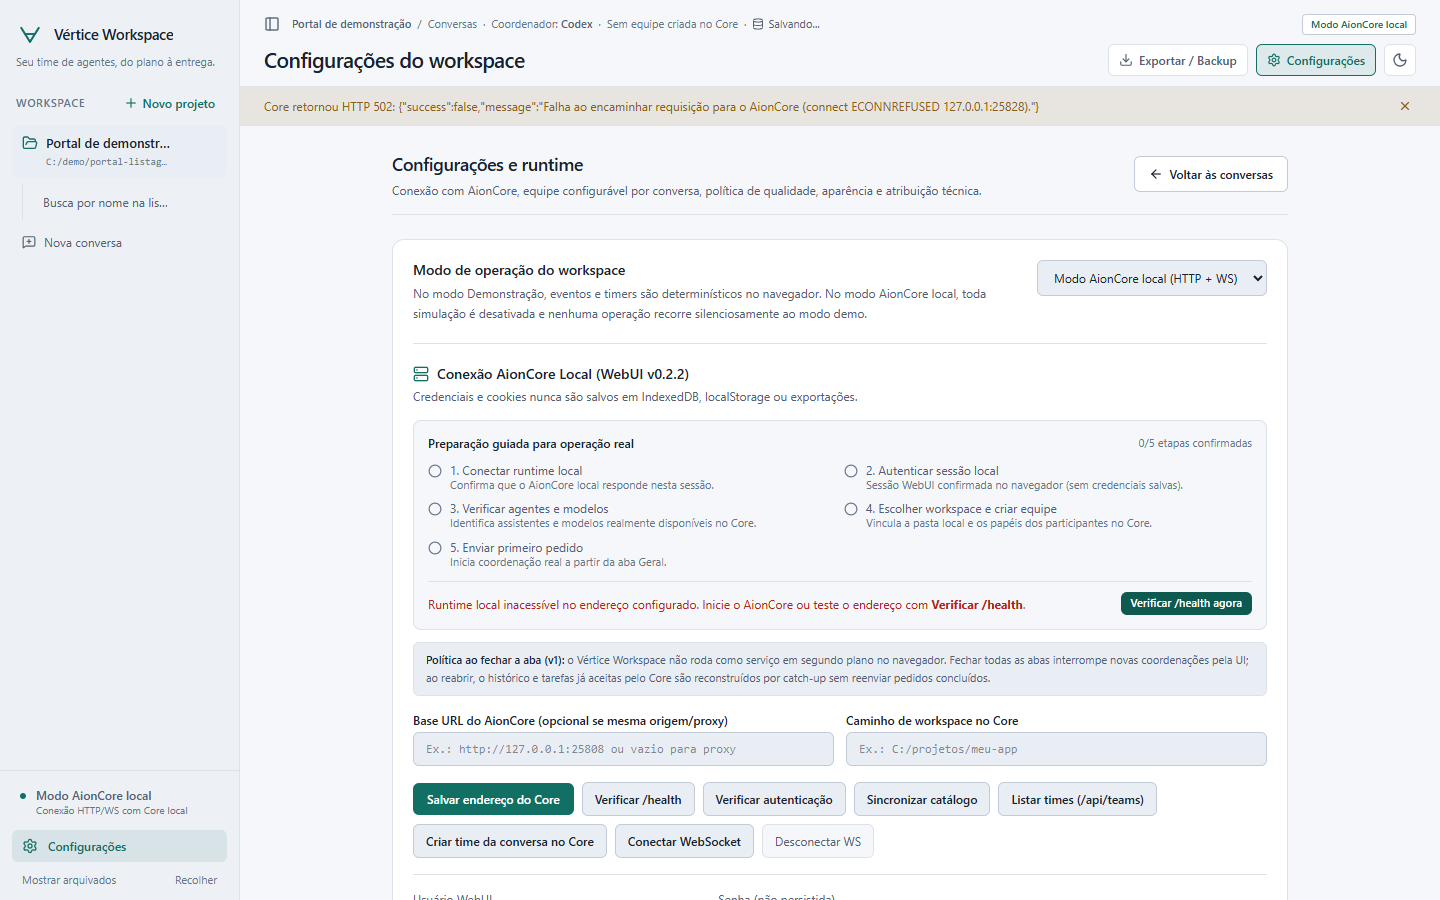 Vértice Workspace
Seu time de agentes, do plano à entrega.
WORKSPACE
+ Novo projeto
Portal de demonstr...
C:/demo/portal-listag…
Busca por nome na lis...
Nova conversa
Modo AionCore local
Conexão HTTP/WS com Core local
Configurações
Mostrar arquivados
Recolher
Portal de demonstração / Conversas · Coordenador: Codex · Sem equipe criada no Core · Salvando...
Modo AionCore local
Configurações do workspace
Exportar / Backup
Configurações
Core retornou HTTP 502: {"success":false,"message":"Falha ao encaminhar requisição para o AionCore (connect ECONNREFUSED 127.0.0.1:25828)."}
Configurações e runtime
Conexão com AionCore, equipe configurável por conversa, política de qualidade, aparência e atribuição técnica.
Voltar às conversas
Modo de operação do workspace
No modo Demonstração, eventos e timers são determinísticos no navegador. No modo AionCore local, toda
simulação é desativada e nenhuma operação recorre silenciosamente ao modo demo.
Modo AionCore local (HTTP + WS)
Conexão AionCore Local (WebUI v0.2.2)
Credenciais e cookies nunca são salvos em IndexedDB, localStorage ou exportações.
Preparação guiada para operação real
0/5 etapas confirmadas
1. Conectar runtime local
Confirma que o AionCore local responde nesta sessão.
2. Autenticar sessão local
Sessão WebUI confirmada no navegador (sem credenciais salvas).
3. Verificar agentes e modelos
Identifica assistentes e modelos realmente disponíveis no Core.
4. Escolher workspace e criar equipe
Vincula a pasta local e os papéis dos participantes no Core.
5. Enviar primeiro pedido
Inicia coordenação real a partir da aba Geral.
Runtime local inacessível no endereço configurado. Inicie o AionCore ou teste o endereço com Verificar /health.
Verificar /health agora
Política ao fechar a aba (v1): o Vértice Workspace não roda como serviço em segundo plano no navegador. Fechar todas as abas interrompe novas coordenações pela UI;
ao reabrir, o histórico e tarefas já aceitas pelo Core são reconstruídos por catch-up sem reenviar pedidos concluídos.
Base URL do AionCore (opcional se mesma origem/proxy)
Ex.: http://127.0.0.1:25808 ou vazio para proxy
Caminho de workspace no Core
Ex.: C:/projetos/meu-app
Salvar endereço do Core
Verificar /health
Verificar autenticação
Sincronizar catálogo
Listar times (/api/teams)
Criar time da conversa no Core
Conectar WebSocket
Desconectar WS
Usuário WebUI
Senha (não persistida)